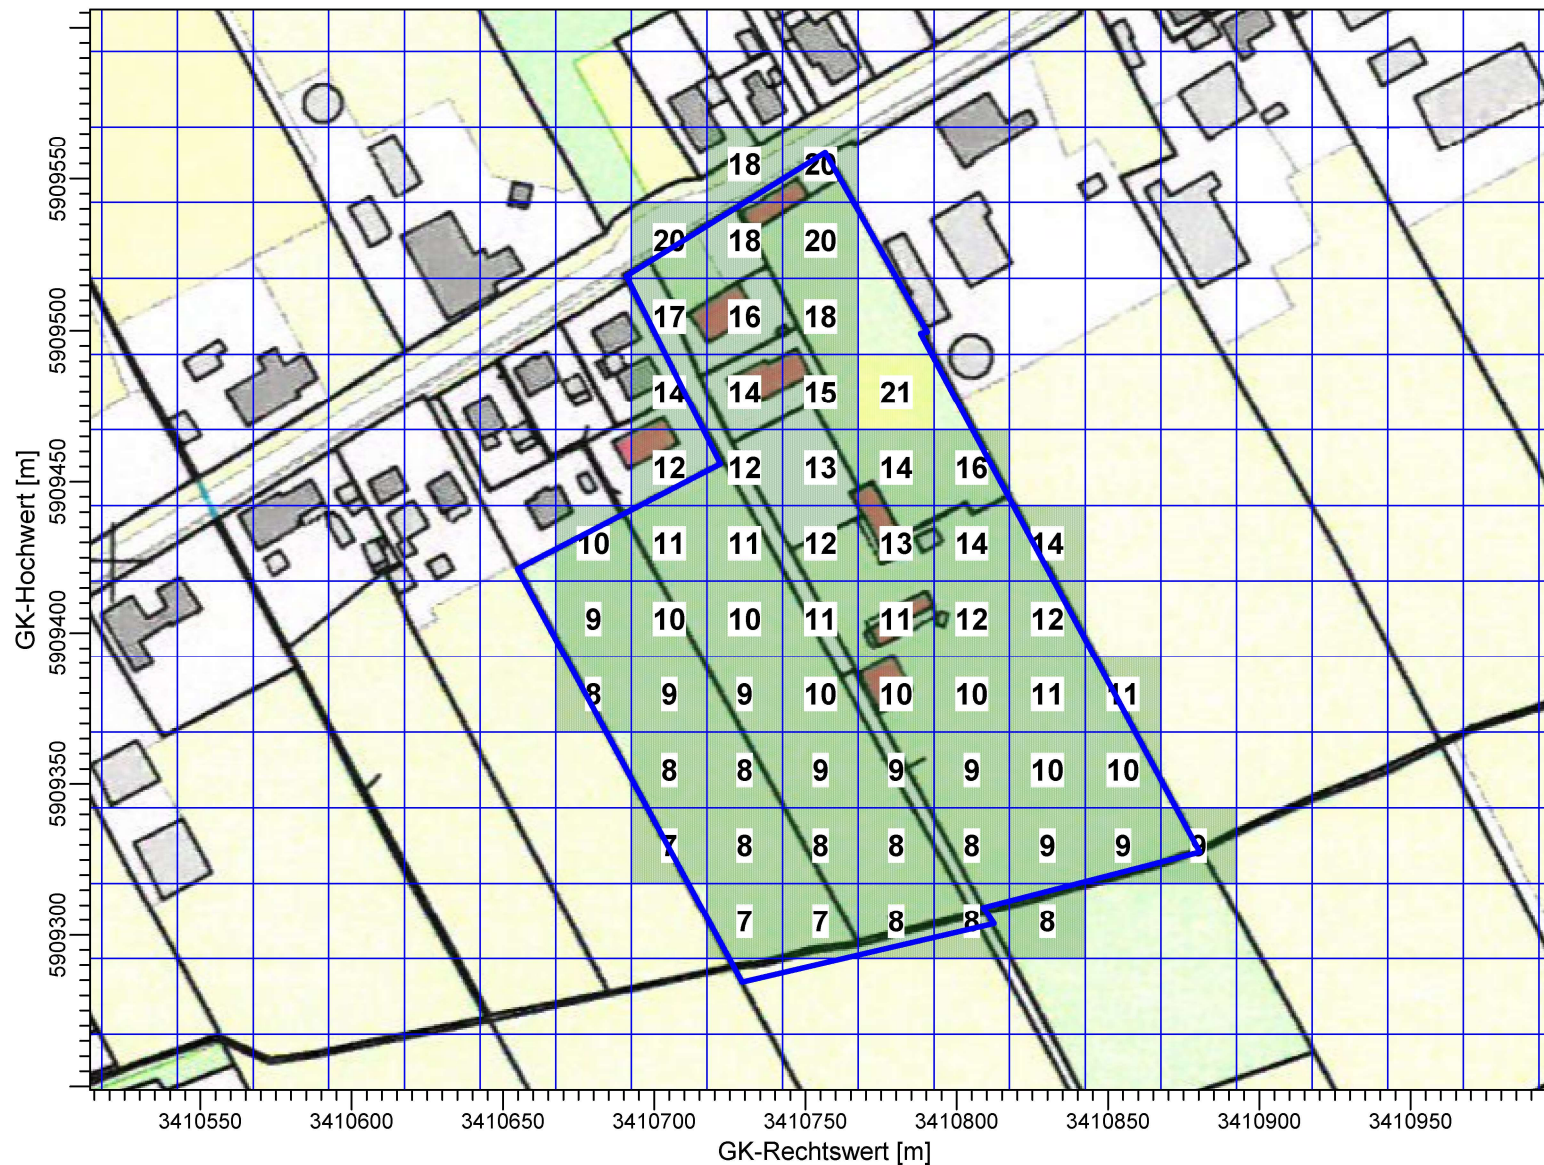 18 20
20 18 20
17 16 18
14 14 15 21
12 12 13 14 16
10 11 11 12 13 14 14
9 10 10 11 11 12 12
8 9 9 10 10 10 11 11
8 8 9 9 9 10 10
7 8 8 8 8 9 9 9
7 7 8 8 8
GK-Hochwert [m]
5909550
5909500
5909450
5909400
5909350
5909300
3410550 3410600 3410650 3410700 3410750 3410800 3410850 3410900 3410950
GK-Rechtswert [m]